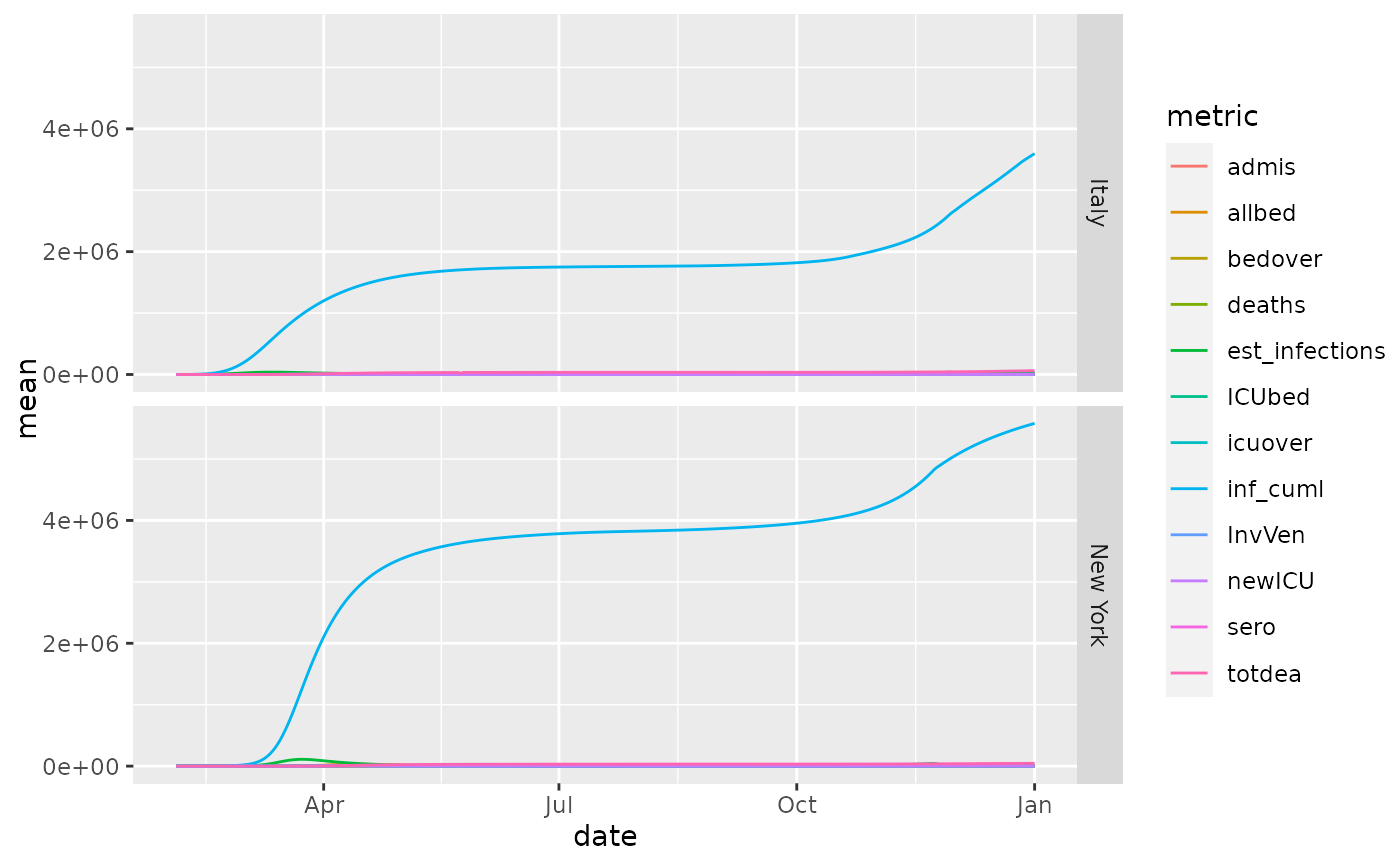 mean
4e+06
2e+06
0e+00
Italy
4e+06
2e+06
0e+00
New York
Apr
Jul
Oct
Jan
date
metric
admis
allbed
bedover
deaths
est_infections
ICUbed
icuover
inf_cuml
InvVen
newICU
sero
totdea